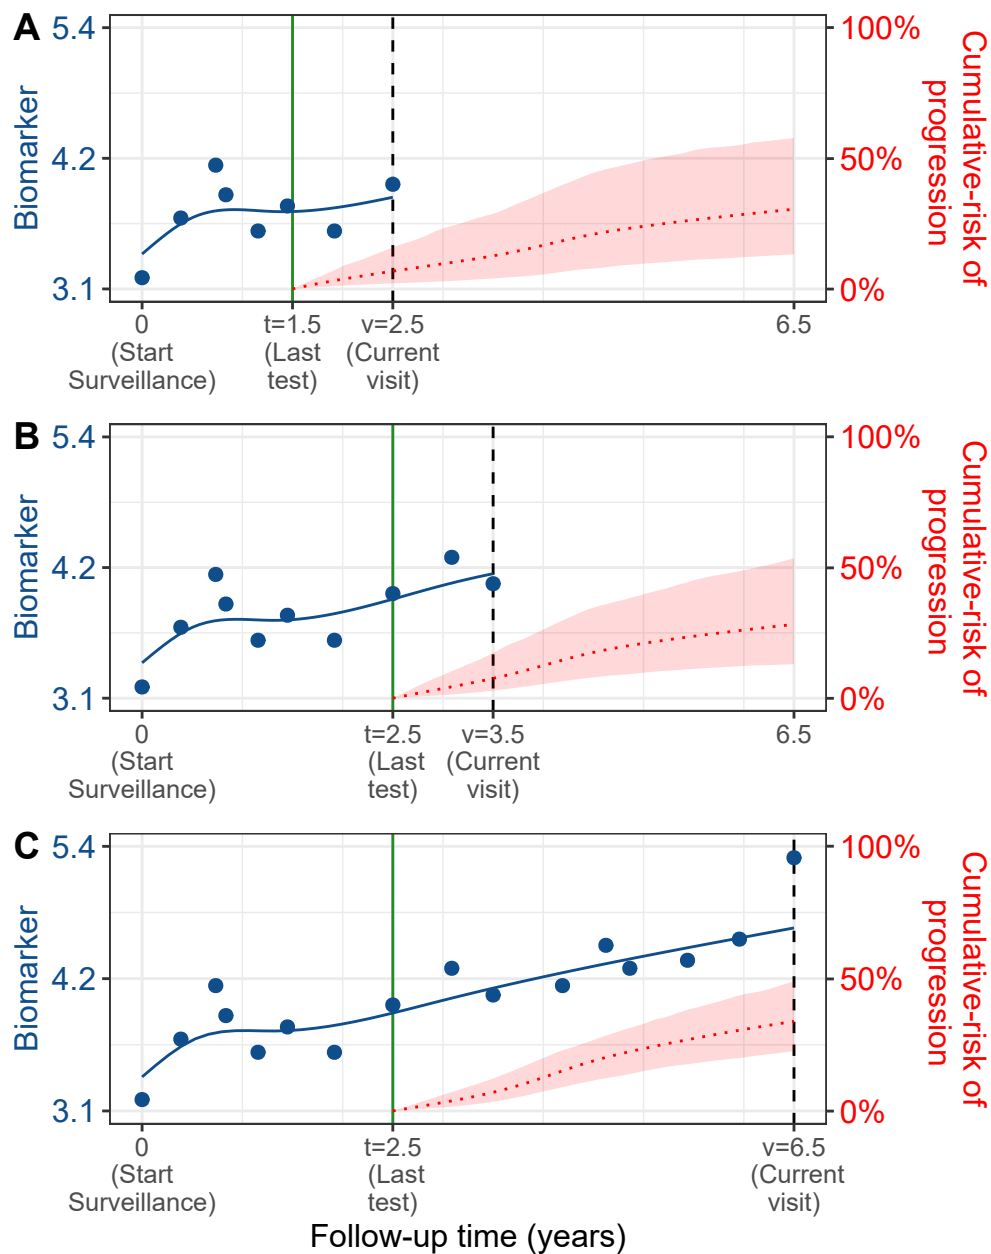 A
5.4
4.2
3.1
Biomarker
100%
50%
0%
Cumulative-risk of
progression
0
(Start
Surveillance)
t=1.5
(Last
test)
v=2.5
(Current
visit)
6.5
B
5.4
4.2
3.1
Biomarker
100%
50%
0%
Cumulative-risk of
progression
0
(Start
Surveillance)
t=2.5
(Last
test)
v=3.5
(Current
visit)
6.5
C
5.4
4.2
3.1
Biomarker
100%
50%
0%
Cumulative-risk of
progression
0
(Start
Surveillance)
t=2.5
(Last
test)
v=6.5
(Current
visit)
Follow-up time (years)